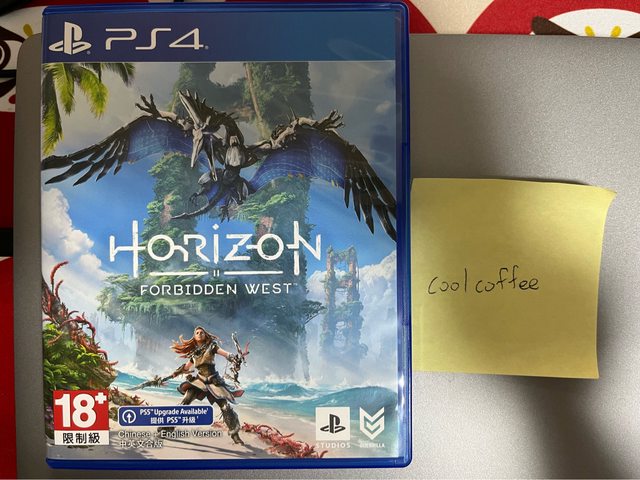 PS4
HORIZON
II
FORBIDDEN WEST
18+
限制級
PS5 Upgrade Available
提供 PS5 升級
Chinese + English Version
中英文合版
STUDIOS
GUERRILLA
cool coffee